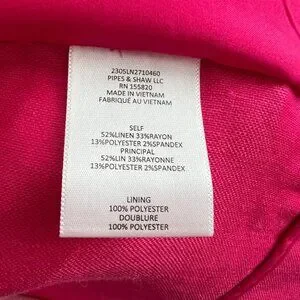 2305LN2710460
PIPES & SHAW LLC
RN 155820
MADE IN VIETNAM
FABRIQUÉ AU VIETNAM
SELF
52%LINEN 33%RAYON
13%POLYESTER 2%SPANDEX
PRINCIPAL
52%LIN 33%RAYONNE
13%POLYESTER 2%SPANDEX
LINING
100% POLYESTER
DOUBLURE
100% POLYESTER